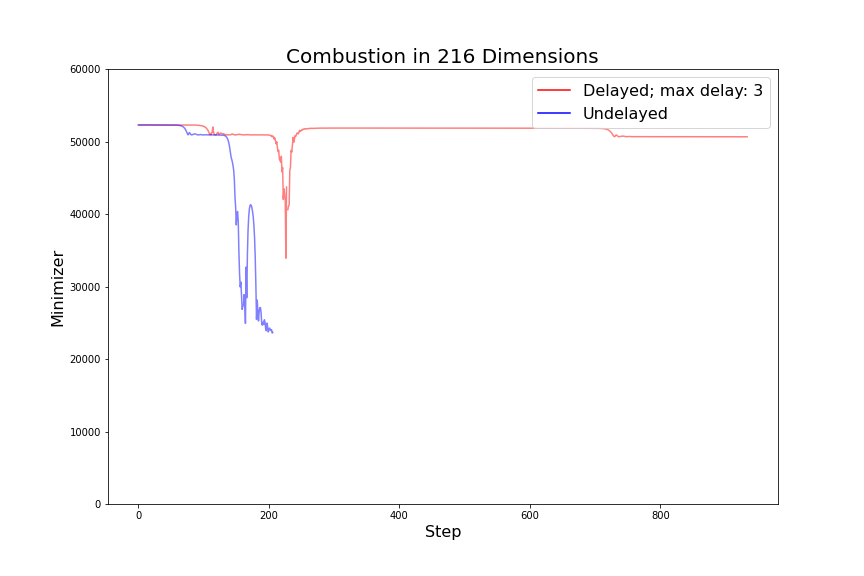 Combustion in 216 Dimensions
Delayed; max delay: 3
Undelayed
60000
50000
40000
30000
20000
10000
0
Minimizer
0 200 400 600 800
Step